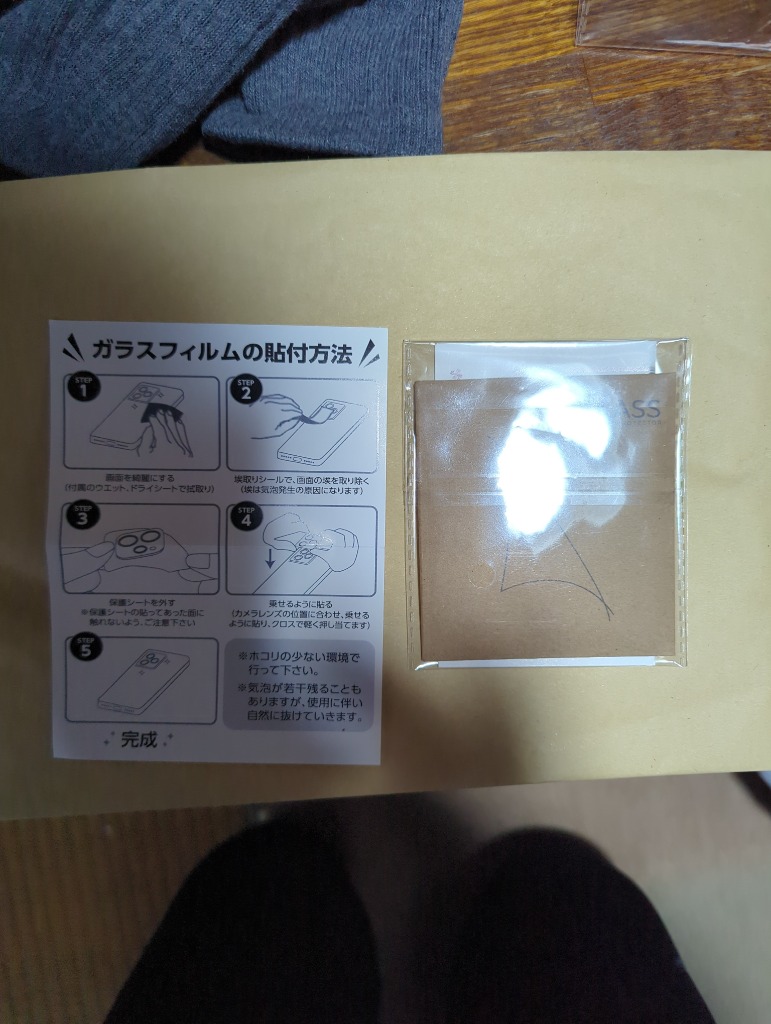 ガラスフィルムの貼付方法
STEP
1
STEP
2
画面を綺麗にする
(付属のウエット、ドライシートで拭取り)
埃取りシールで、画面の埃を取り除く
(埃は気泡発生の原因になります)
STEP
3
STEP
4
保護シートを外す
※保護シートの貼ってあった面に
触れないよう、ご注意下さい
乗せるように貼る
(カメラレンズの位置に合わせ、乗せる
ように貼り、クロスで軽く押し当てます)
STEP
5
完成
※ホコリの少ない環境で
行って下さい。
※気泡が若干残ることも
ありますが、使用に伴い
自然に抜けていきます。
ASS